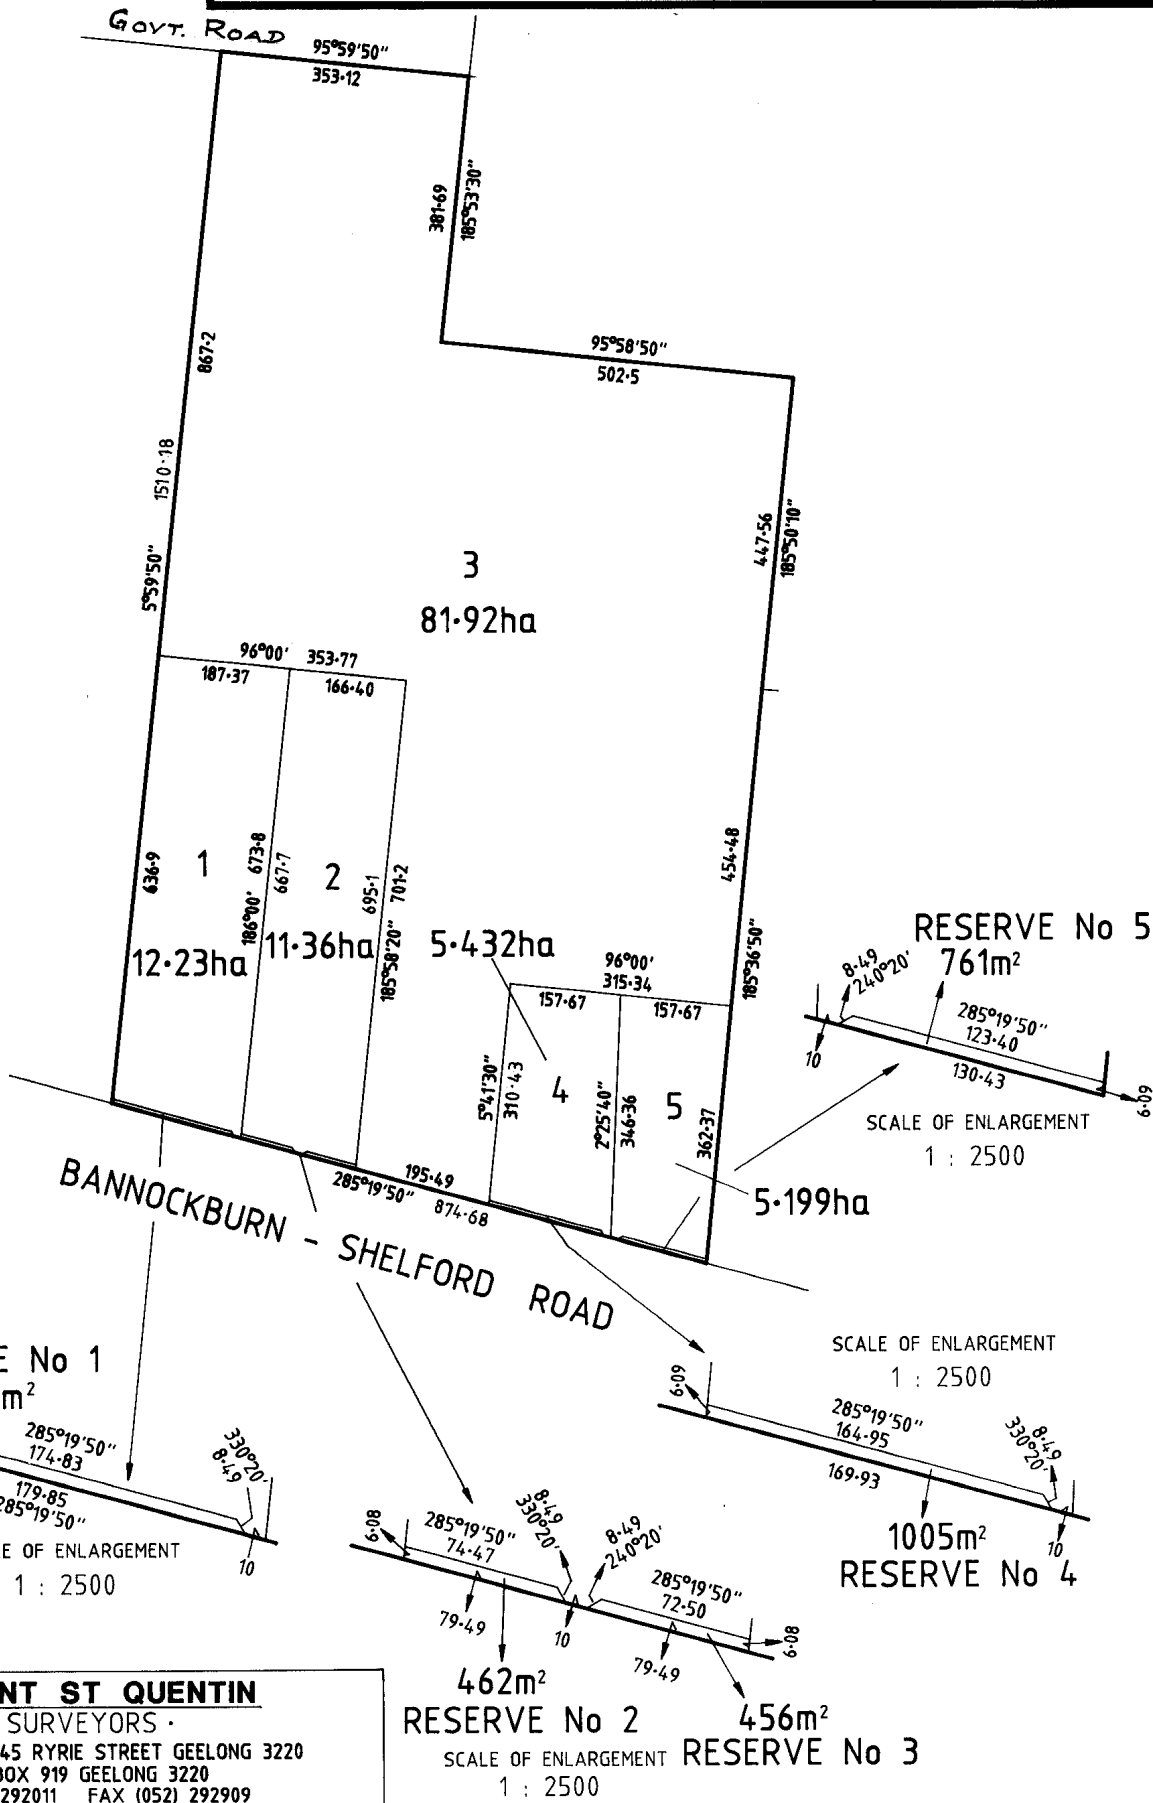 GOVT. ROAD
95°59'50"
353·12
381·69
185°53'30"
867·2
1510·18
5°59'50"
95°58'50"
502·5
447·56
185°50'10"
3
81·92ha
96°00' 353·77
187·37
166·40
636·9
1
12·23ha
186°00' 673·8
667·7
2
11·36ha
695·1
185°58'20" 701·2
5·432ha
454·48
185°36'50"
96°00'
315·34
157·67
157·67
5°41'30"
310·43
4
2°25'40"
346·36
5
362·37
5·199ha
195·49
285°19'50" 874·68
BANNOCKBURN - SHELFORD ROAD
RESERVE No 5
761m²
8·49
240°20'
285°19'50"
123·40
10
130·43
6·09
SCALE OF ENLARGEMENT
1 : 2500
E No 1
m²
285°19'50"
174·83
330°20'
8·49
179·85
285°19'50"
10
E OF ENLARGEMENT
1 : 2500
6·08
285°19'50"
74·47
8·49
330°20'
8·49
240°20'
285°19'50"
72·50
79·49
10
79·49
6·08
462m²
RESERVE No 2
456m²
RESERVE No 3
SCALE OF ENLARGEMENT
1 : 2500
SCALE OF ENLARGEMENT
1 : 2500
6·09
285°19'50"
164·95
8·49
330°20'
169·93
10
1005m²
RESERVE No 4
NT ST QUENTIN
SURVEYORS ·
45 RYRIE STREET GEELONG 3220
BOX 919 GEELONG 3220
292011 FAX (052) 292909